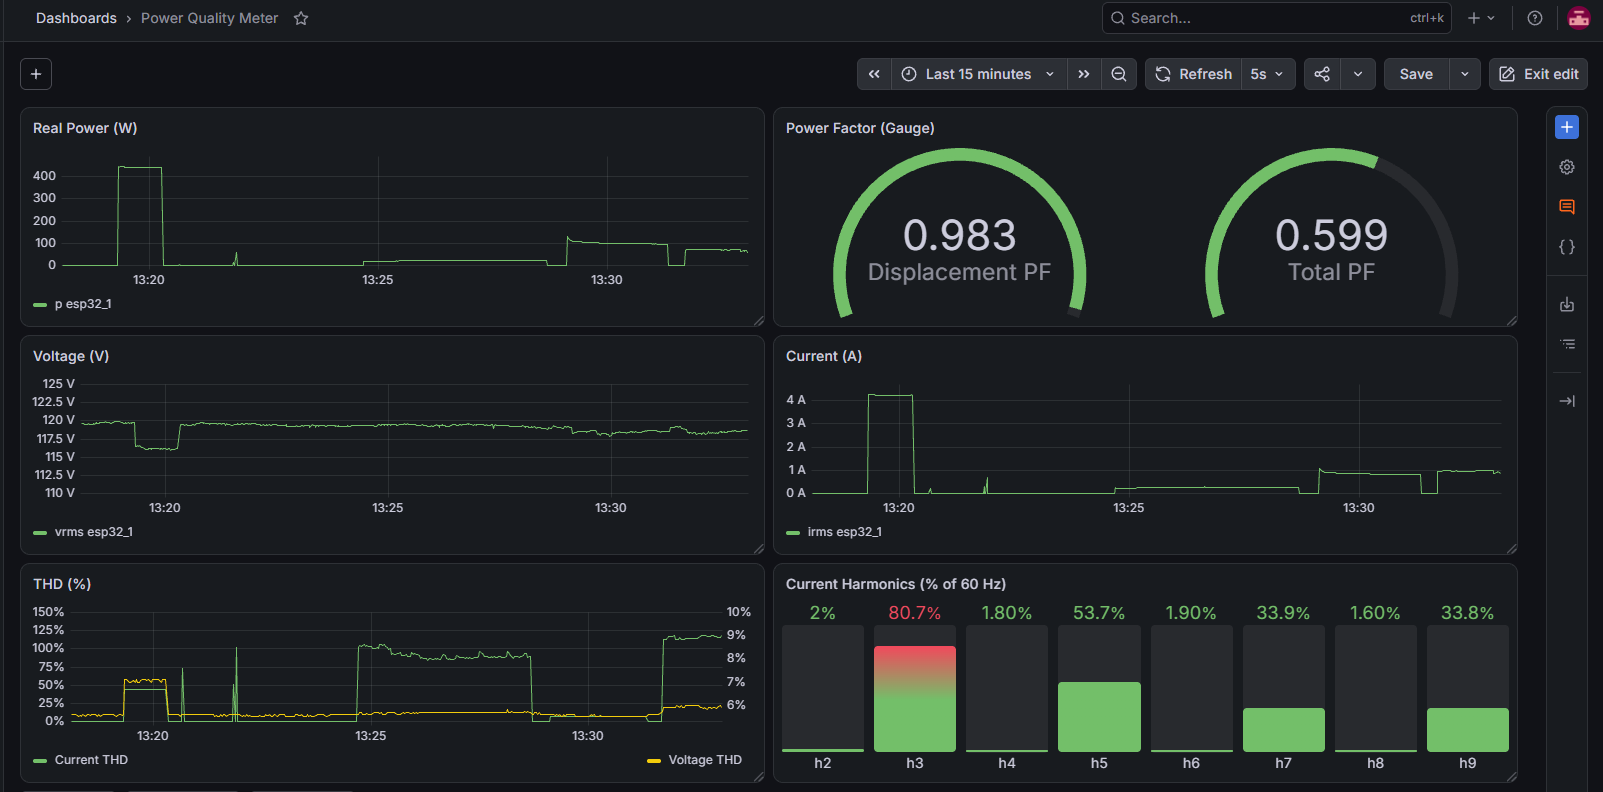 Dashboards › Power Quality Meter
Search... ctrl+k
Last 15 minutes Refresh 5s Save Exit edit
Real Power (W)
400
300
200
100
0
13:20 13:25 13:30
p esp32_1
Power Factor (Gauge)
0.983
Displacement PF
0.599
Total PF
Voltage (V)
125 V
122.5 V
120 V
117.5 V
115 V
112.5 V
110 V
13:20 13:25 13:30
vrms esp32_1
Current (A)
4 A
3 A
2 A
1 A
0 A
13:20 13:25 13:30
irms esp32_1
THD (%)
150% 10%
125% 9%
100% 8%
75% 7%
50% 6%
25%
0%
13:20 13:25 13:30
Current THD Voltage THD
Current Harmonics (% of 60 Hz)
2% 80.7% 1.80% 53.7% 1.90% 33.9% 1.60% 33.8%
h2 h3 h4 h5 h6 h7 h8 h9